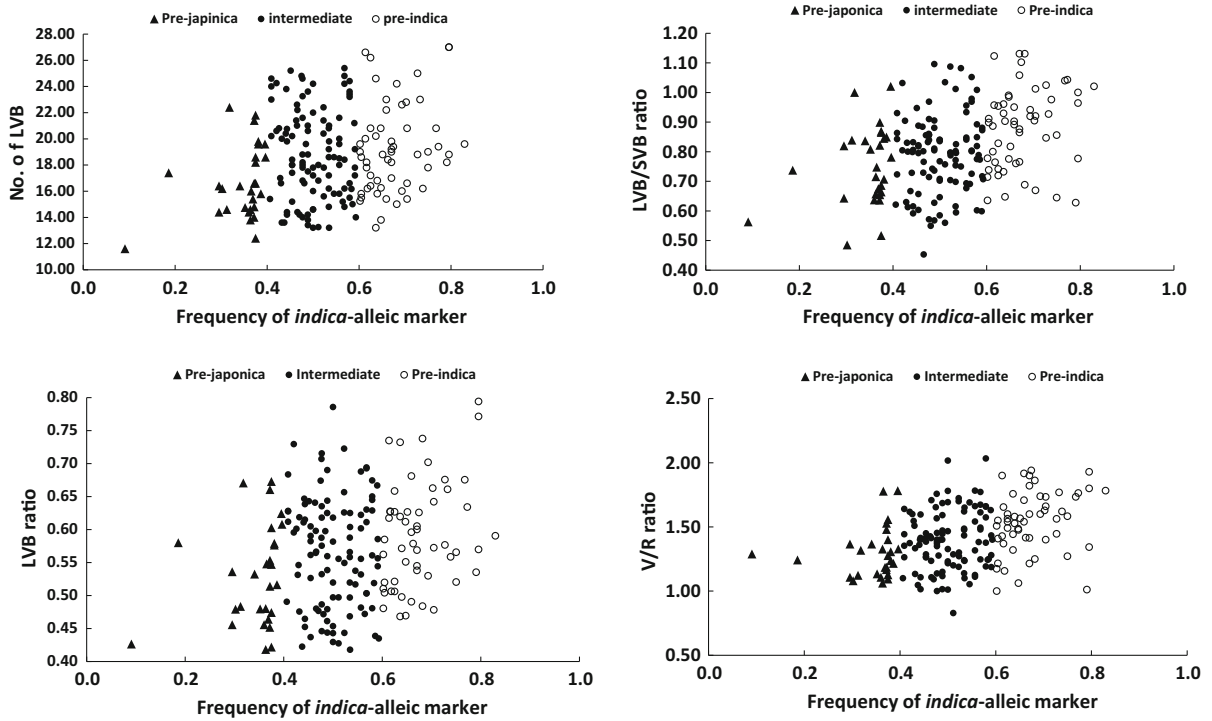 ▲ Pre-japinica ● intermediate ○ pre-indica
No. o f LVB
28.00
26.00
24.00
22.00
20.00
18.00
16.00
14.00
12.00
10.00
0.0 0.2 0.4 0.6 0.8 1.0
Frequency of indica-alleic marker
▲ Pre-japonica ● intermediate ○ Pre-indica
LVB/SVB ratio
1.20
1.10
1.00
0.90
0.80
0.70
0.60
0.50
0.40
0.0 0.2 0.4 0.6 0.8 1.0
Frequency of indica-alleic marker
▲ Pre-japonica ● Intermediate ○ Pre-indica
LVB ratio
0.80
0.75
0.70
0.65
0.60
0.55
0.50
0.45
0.40
0.0 0.2 0.4 0.6 0.8 1.0
Frequency of indica-alleic marker
▲ Pre-japonica ● Intermediate ○ Pre-indica
V/R ratio
2.50
2.00
1.50
1.00
0.50
0.0 0.2 0.4 0.6 0.8 1.0
Frequency of indica-alleic marker